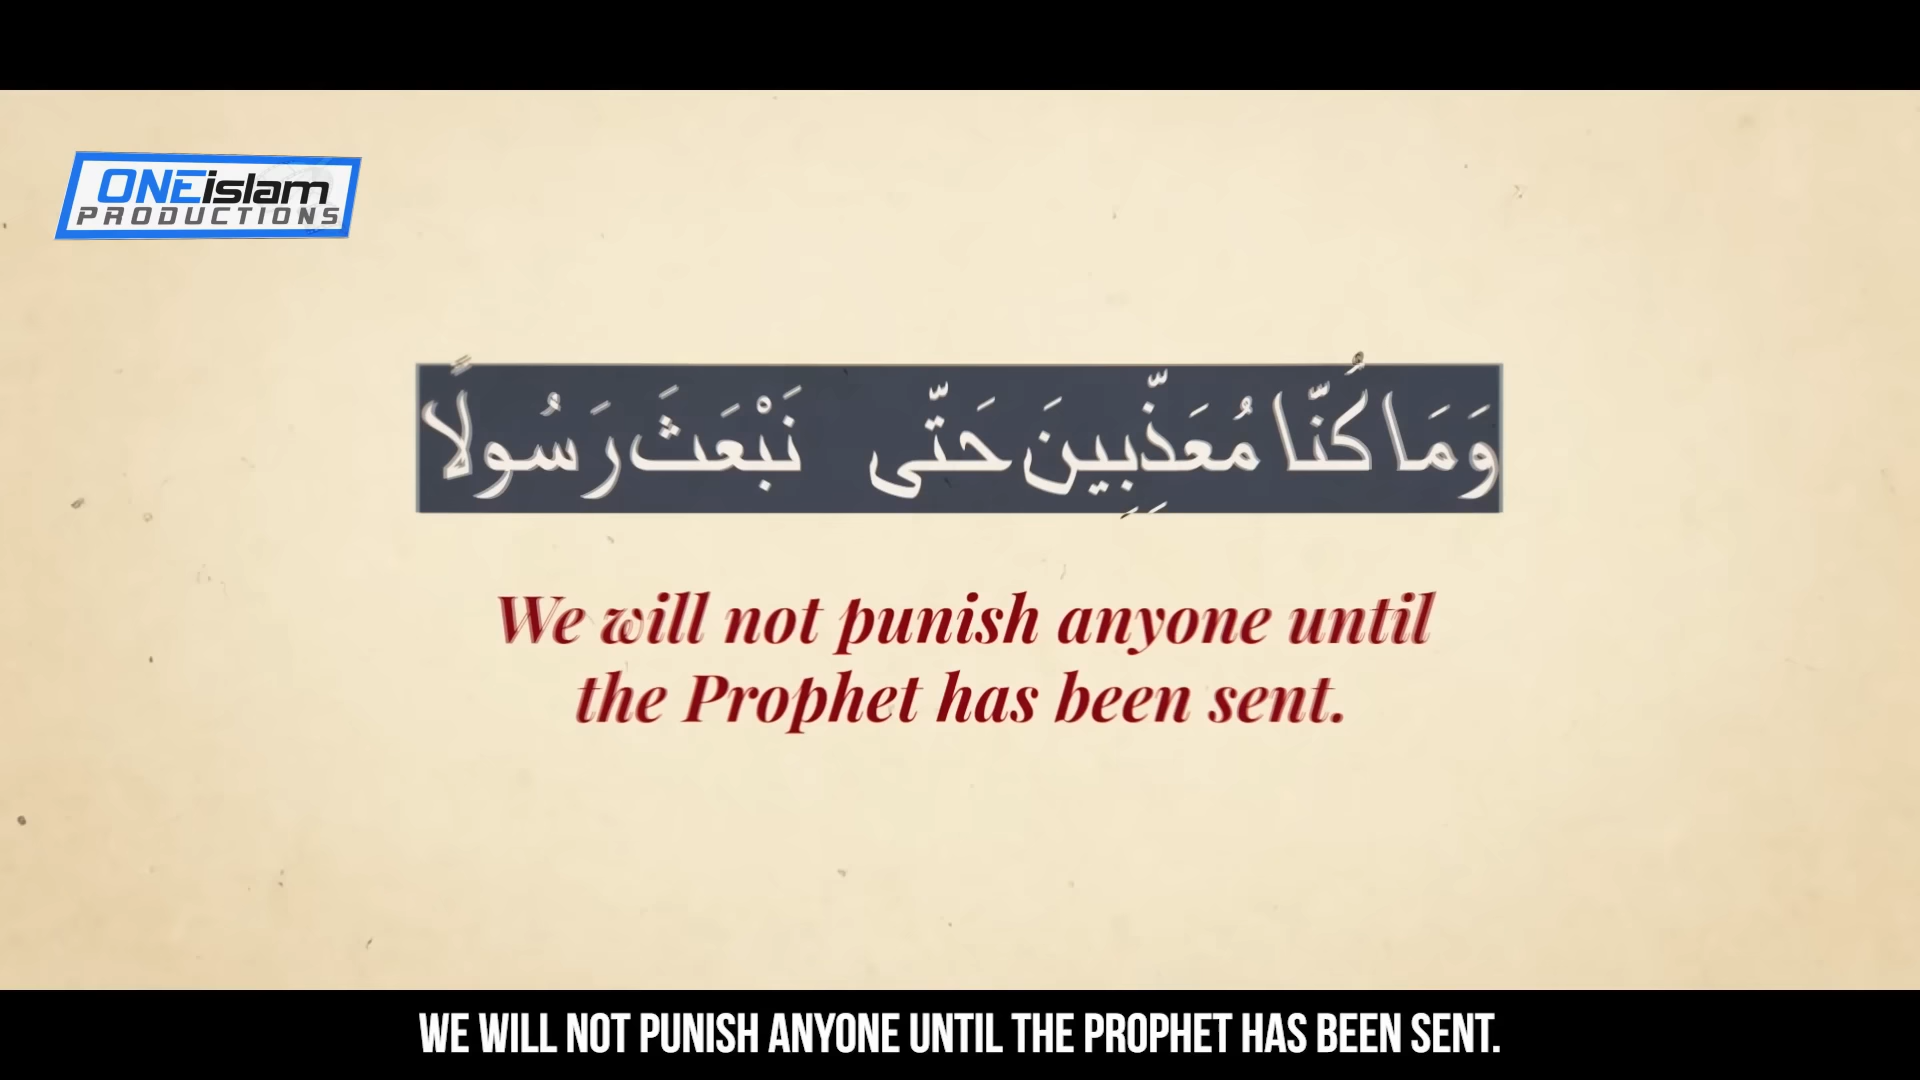 ONEislam
PRODUCTIONS
وَمَا كُنَّا مُعَذِّبِينَ حَتَّى نَبْعَثَ رَسُولًا
We will not punish anyone until
the Prophet has been sent.
WE WILL NOT PUNISH ANYONE UNTIL THE PROPHET HAS BEEN SENT.